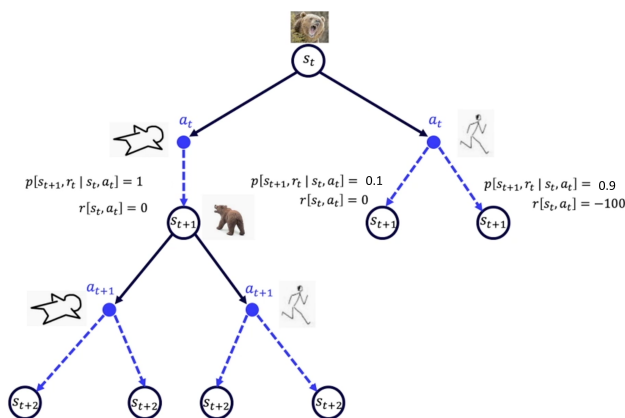 s_t
a_t
a_t
p[s_{t+1}, r_t | s_t, a_t] = 1
r[s_t, a_t] = 0
p[s_{t+1}, r_t | s_t, a_t] = 0.1
r[s_t, a_t] = 0
p[s_{t+1}, r_t | s_t, a_t] = 0.9
r[s_t, a_t] = −100
s_{t+1}
s_{t+1}
s_{t+1}
a_{t+1}
a_{t+1}
s_{t+2}
s_{t+2}
s_{t+2}
s_{t+2}